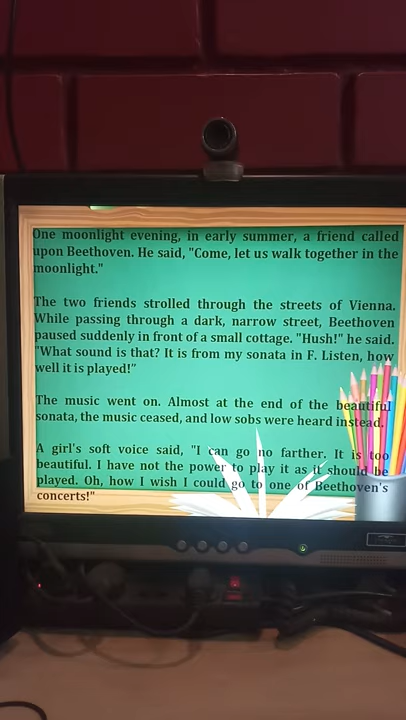 One moonlight evening, in early summer, a friend called
upon Beethoven. He said, "Come, let us walk together in the
moonlight."
The two friends strolled through the streets of Vienna.
While passing through a dark, narrow street, Beethoven
paused suddenly in front of a small cottage. "Hush!" he said.
"What sound is that? It is from my sonata in F. Listen, how
well it is played!"
The music went on. Almost at the end of the beautiful
sonata, the music ceased, and low sobs were heard instead.
A girl's soft voice said, "I can go no farther. It is too
beautiful. I have not the power to play it as it should be
played. Oh, how I wish I could go to one of Beethoven's
concerts!"